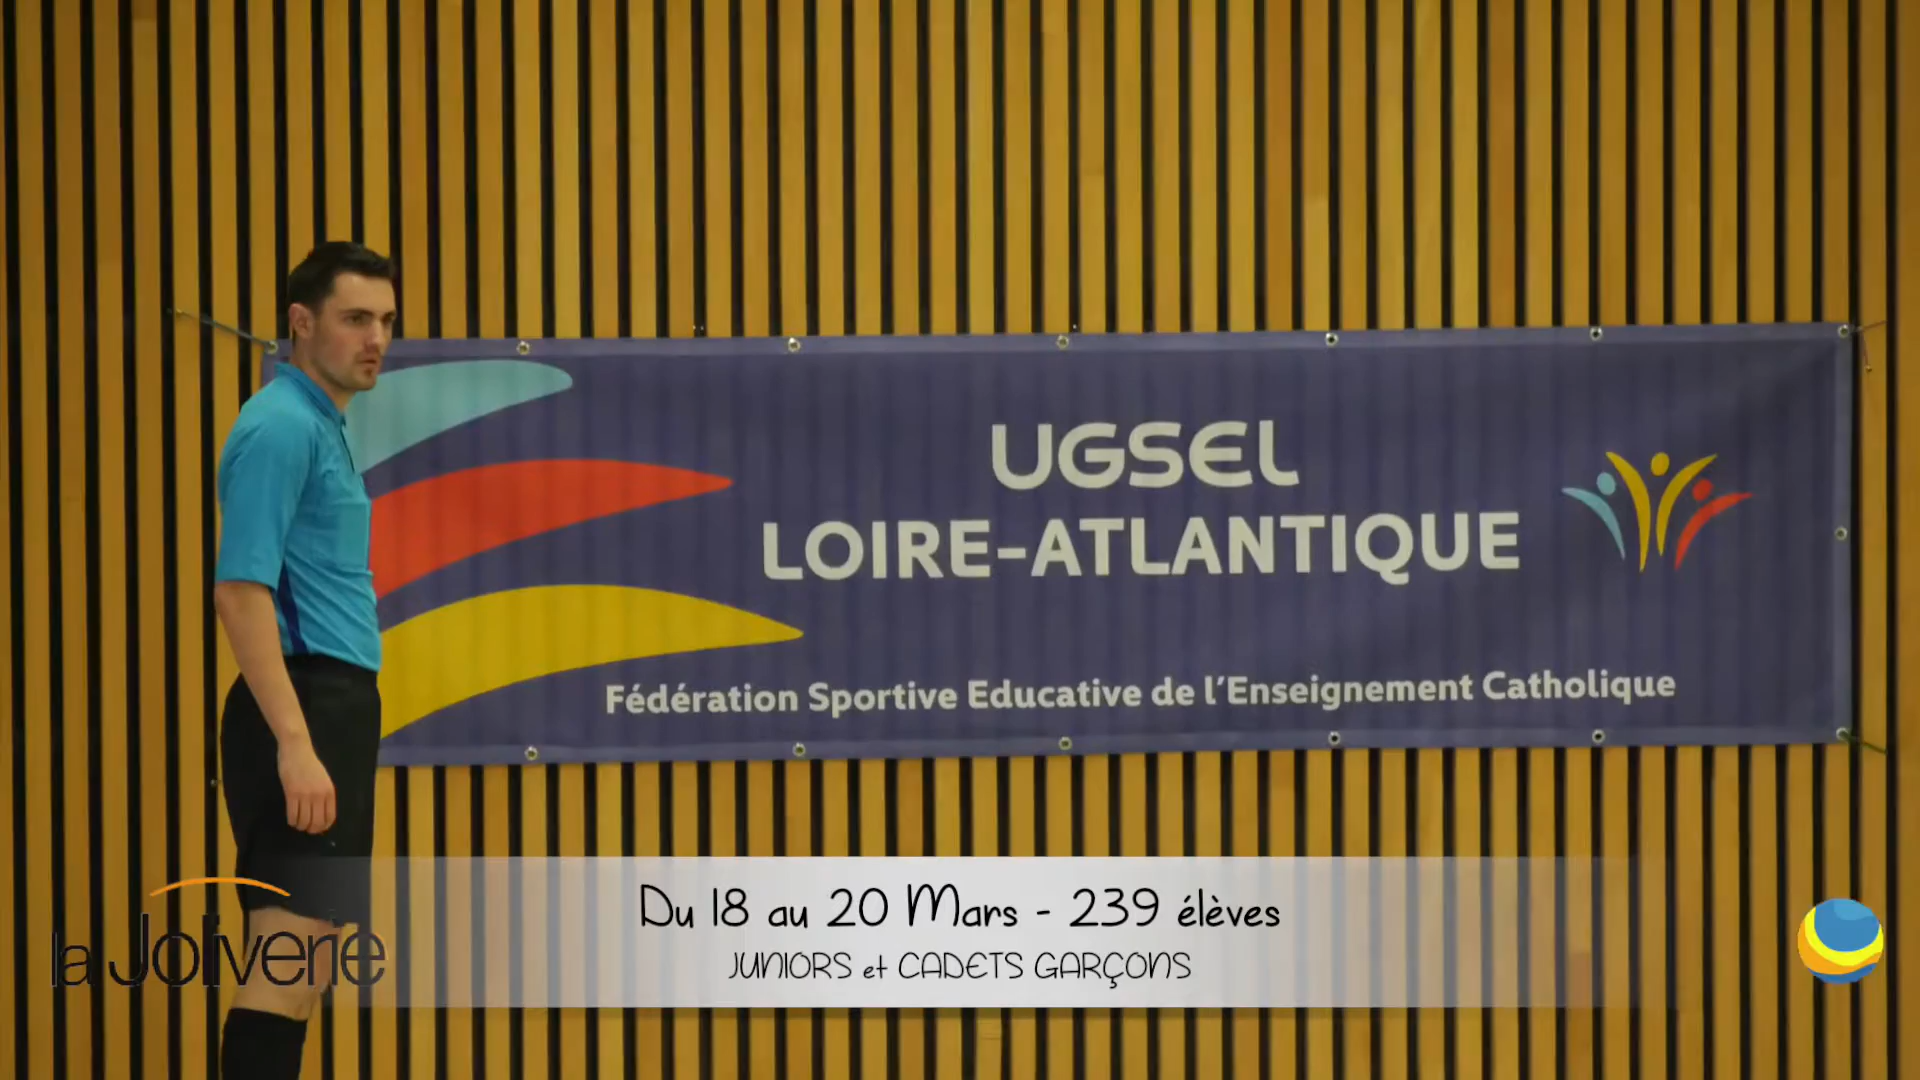 UGSEL
LOIRE-ATLANTIQUE
Fédération Sportive Educative de l'Enseignement Catholique
Du 18 au 20 Mars - 239 élèves
JUNIORS et CADETS GARÇONS
la Joliverie